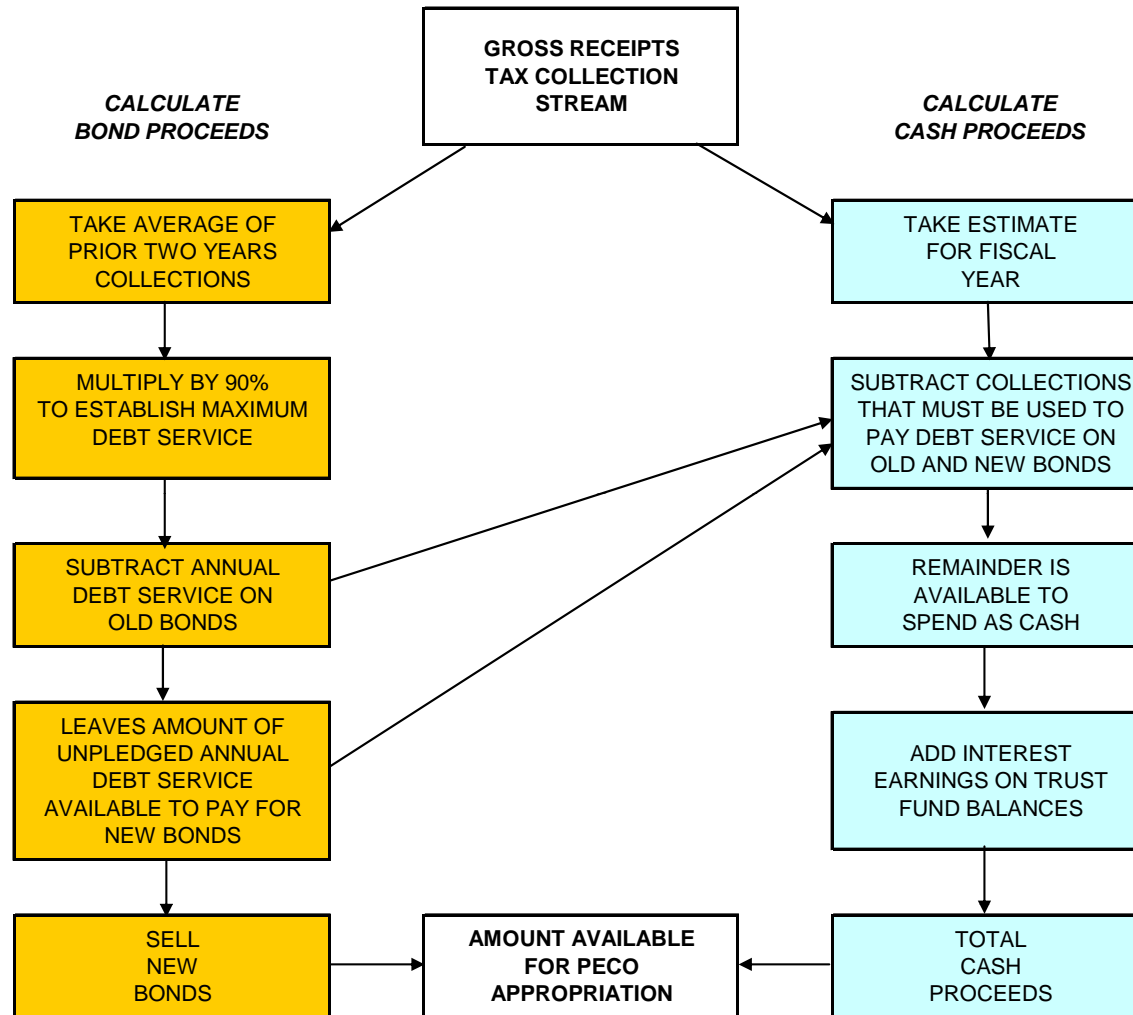 GROSS RECEIPTS
TAX COLLECTION
STREAM
CALCULATE
BOND PROCEEDS
CALCULATE
CASH PROCEEDS
TAKE AVERAGE OF
PRIOR TWO YEARS
COLLECTIONS
MULTIPLY BY 90%
TO ESTABLISH MAXIMUM
DEBT SERVICE
SUBTRACT ANNUAL
DEBT SERVICE ON
OLD BONDS
LEAVES AMOUNT OF
UNPLEDGED ANNUAL
DEBT SERVICE
AVAILABLE TO PAY FOR
NEW BONDS
SELL
NEW
BONDS
TAKE ESTIMATE
FOR FISCAL
YEAR
SUBTRACT COLLECTIONS
THAT MUST BE USED TO
PAY DEBT SERVICE ON
OLD AND NEW BONDS
REMAINDER IS
AVAILABLE TO
SPEND AS CASH
ADD INTEREST
EARNINGS ON TRUST
FUND BALANCES
TOTAL
CASH
PROCEEDS
AMOUNT AVAILABLE
FOR PECO
APPROPRIATION